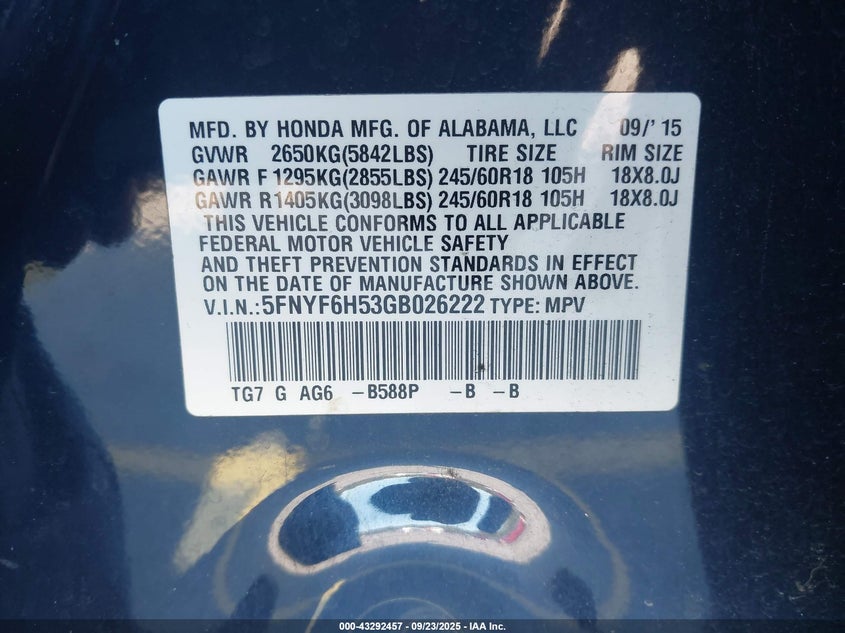 MFD. BY HONDA MFG. OF ALABAMA, LLC 09/' 15
GVWR 2650KG(5842LBS) TIRE SIZE RIM SIZE
GAWR F 1295KG(2855LBS) 245/60R18 105H 18X8.0J
GAWR R 1405KG(3098LBS) 245/60R18 105H 18X8.0J
THIS VEHICLE CONFORMS TO ALL APPLICABLE
FEDERAL MOTOR VEHICLE SAFETY
AND THEFT PREVENTION STANDARDS IN EFFECT
ON THE DATE OF MANUFACTURE SHOWN ABOVE.
V.I.N.:5FNYF6H53GB026222 TYPE: MPV
TG7 G AG6 -B588P -B -B
000-43292457 - 09/23/2025 - IAA Inc.